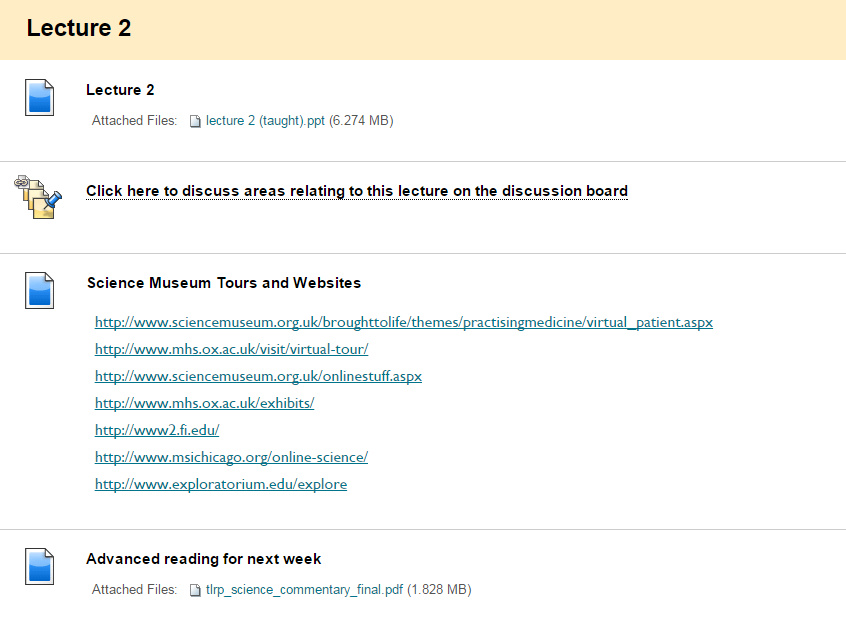 Lecture 2
Lecture 2
Attached Files: lecture 2 (taught).ppt (6.274 MB)
Click here to discuss areas relating to this lecture on the discussion board
Science Museum Tours and Websites
http://www.sciencemuseum.org.uk/broughttolife/themes/practisingmedicine/virtual_patient.aspx
http://www.mhs.ox.ac.uk/visit/virtual-tour/
http://www.sciencemuseum.org.uk/onlinestuff.aspx
http://www.mhs.ox.ac.uk/exhibits/
http://www2.fi.edu/
http://www.msichicago.org/online-science/
http://www.exploratorium.edu/explore
Advanced reading for next week
Attached Files: tlrp_science_commentary_final.pdf (1.828 MB)